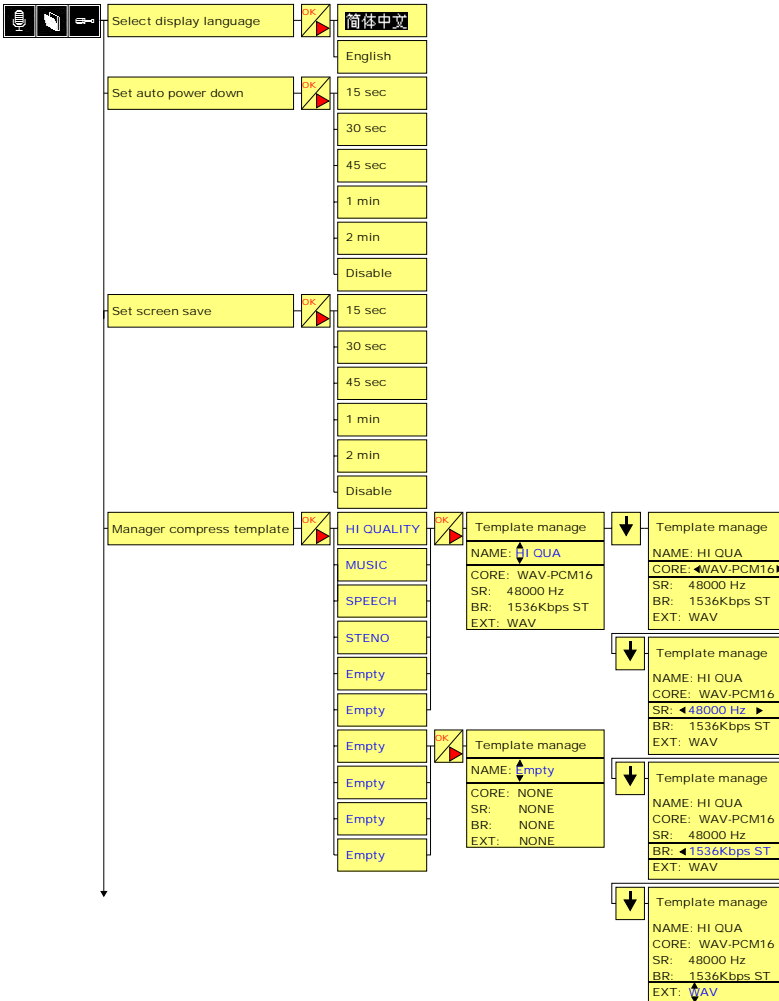 Select display language
OK
简体中文
English
Set auto power down
OK
15 sec
30 sec
45 sec
1 min
2 min
Disable
Set screen save
OK
15 sec
30 sec
45 sec
1 min
2 min
Disable
Manager compress template
OK
HI QUALITY
MUSIC
SPEECH
STENO
Empty
Empty
Empty
Empty
Empty
Empty
OK
Template manage
NAME: HI QUA
CORE: WAV-PCM16
SR: 48000 Hz
BR: 1536Kbps ST
EXT: WAV
OK
Template manage
NAME: Empty
CORE: NONE
SR: NONE
BR: NONE
EXT: NONE
Template manage
NAME: HI QUA
CORE: WAV-PCM16
SR: 48000 Hz
BR: 1536Kbps ST
EXT: WAV
Template manage
NAME: HI QUA
CORE: WAV-PCM16
SR: 48000 Hz
BR: 1536Kbps ST
EXT: WAV
Template manage
NAME: HI QUA
CORE: WAV-PCM16
SR: 48000 Hz
BR: 1536Kbps ST
EXT: WAV
Template manage
NAME: HI QUA
CORE: WAV-PCM16
SR: 48000 Hz
BR: 1536Kbps ST
EXT: WAV